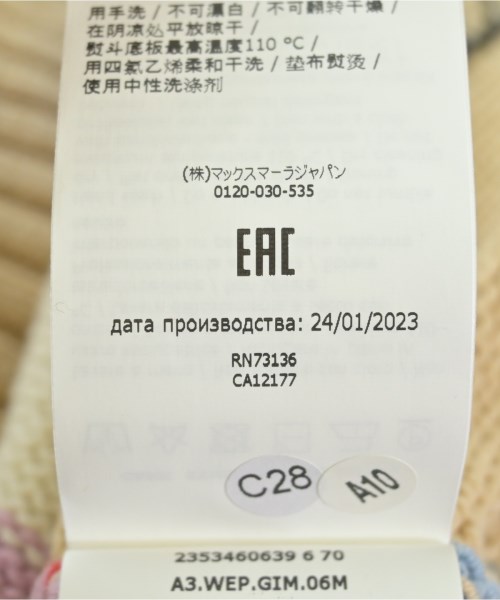 用手洗 / 不可漂白 / 不可翻转干燥 /
在阴凉处平放晾干 /
熨斗底板最高温度110 °C /
用四氯乙烯柔和干洗 / 垫布熨烫 /
使用中性洗涤剂
(株)マックスマーラジャパン
0120-030-535
EAC
дата производства: 24/01/2023
RN73136
CA12177
C28 A10
2353460639 6 70
A3.WEP.GIM.06M